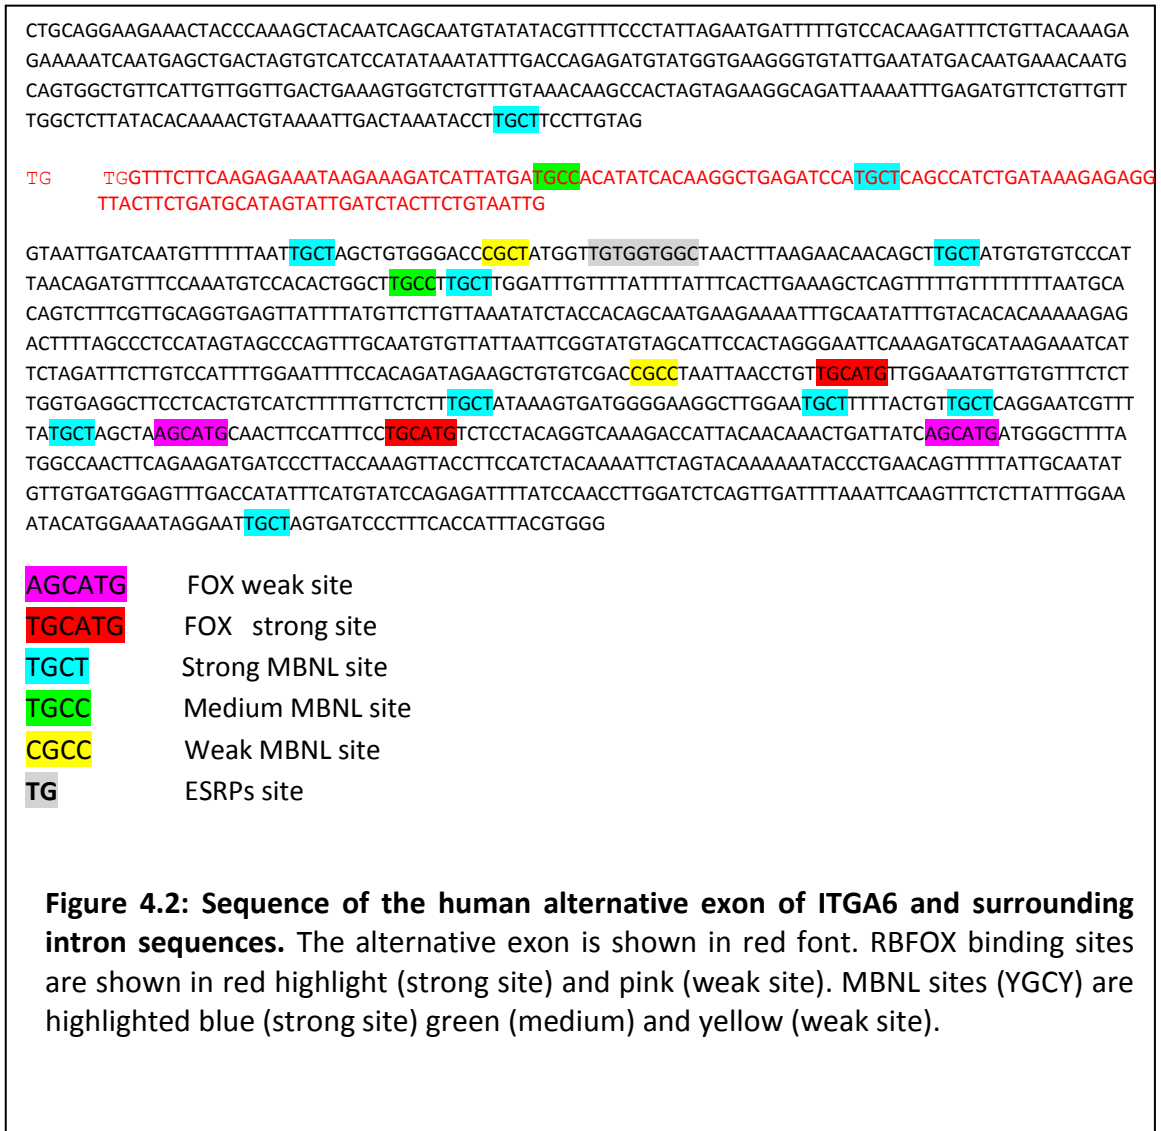 CTGCAGGAAGAAACTACCCAAAGCTACAATCAGCAATGTATATACGTTTTCCCTATTAGAATGATTTTTGTCCACAAGATTTCTGTTACAAAGA
GAAAAATCAATGAGCTGACTAGTGTCATCCATATAAATATTTGACCAGAGATGTATGGTGAAGGGTGTATTGAATATGACAATGAAACAATG
CAGTGGCTGTTCATTGTTGGTTGACTGAAAGTGGTCTGTTTGTAAACAAGCCACTAGTAGAAGGCAGATTAAAATTTGAGATGTTCTGTTGTT
TGGCTCTTATACACAAAACTGTAAAATTGACTAAATACCTTGCTTCCTTGTAG
TG TGGTTTCTTCAAGAGAAATAAGAAAGATCATTATGATGCCACATATCACAAGGCTGAGATCCATGCTCAGCCATCTGATAAAGAGAGG
TTACTTCTGATGCATAGTATTGATCTACTTCTGTAATTG
GTAATTGATCAATGTTTTTTAATTGCTAGCTGTGGGACCCGCTATGGTTGTGGTGGCTAACTTTAAGAACAACAGCTTGCTATGTGTGTCCCAT
TAACAGATGTTTCCAAATGTCCACACTGGCTTGCCTTGCTTGGATTTGTTTTATTTTATTTCACTTGAAAGCTCAGTTTTTGTTTTTTTTAATGCA
CAGTCTTTCGTTGCAGGTGAGTTATTTTATGTTCTTGTTAAATATCTACCACAGCAATGAAGAAAATTTGCAATATTTGTACACACAAAAAGAG
ACTTTTAGCCCTCCATAGTAGCCCAGTTTGCAATGTGTTATTAATTCGGTATGTAGCATTCCACTAGGGAATTCAAAGATGCATAAGAAATCAT
TCTAGATTTCTTGTCCATTTTGGAATTTTCCACAGATAGAAGCTGTGTCGACCGCCTAATTAACCTGTTGCATGTTGGAAATGTTGTGTTTCTCT
TGGTGAGGCTTCCTCACTGTCATCTTTTTGTTCTCTTTGCTATAAAGTGATGGGGAAGGCTTGGAATGCTTTTTACTGTTGCTCAGGAATCGTTT
TATGCTAGCTAAGCATGCAACTTCCATTTCCTGCATGTCTCCTACAGGTCAAAGACCATTACAACAAACTGATTATCAGCATGATGGGCTTTTA
TGGCCAACTTCAGAAGATGATCCCTTACCAAAGTTACCTTCCATCTACAAAATTCTAGTACAAAAAATACCCTGAACAGTTTTTATTGCAATAT
GTTGTGATGGAGTTTGACCATATTTCATGTATCCAGAGATTTTATCCAACCTTGGATCTCAGTTGATTTTAAATTCAAGTTTCTCTTATTTGGAA
ATACATGGAAATAGGAATTGCTAGTGATCCCTTTCACCATTTACGTGGG
AGCATG FOX weak site
TGCATG FOX strong site
TGCT Strong MBNL site
TGCC Medium MBNL site
CGCC Weak MBNL site
TG ESRPs site
Figure 4.2: Sequence of the human alternative exon of ITGA6 and surrounding
intron sequences. The alternative exon is shown in red font. RBFOX binding sites
are shown in red highlight (strong site) and pink (weak site). MBNL sites (YGCY) are
highlighted blue (strong site) green (medium) and yellow (weak site).